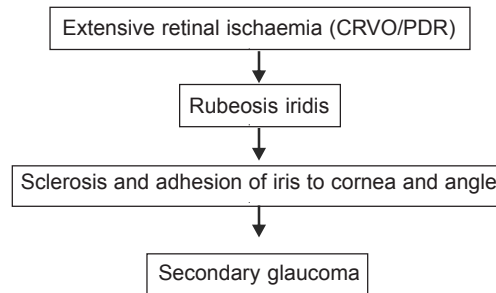 Extensive retinal ischaemia (CRVO/PDR)
Rubeosis iridis
Sclerosis and adhesion of iris to cornea and angle
Secondary glaucoma